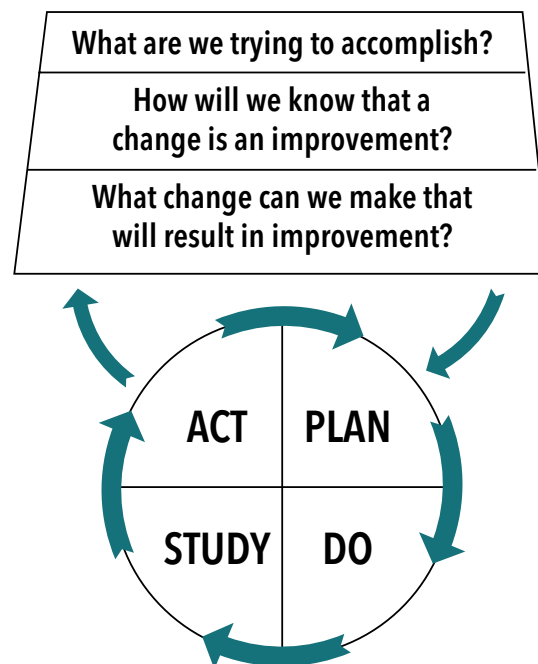 What are we trying to accomplish?
How will we know that a
change is an improvement?
What change can we make that
will result in improvement?
ACT
PLAN
STUDY
DO